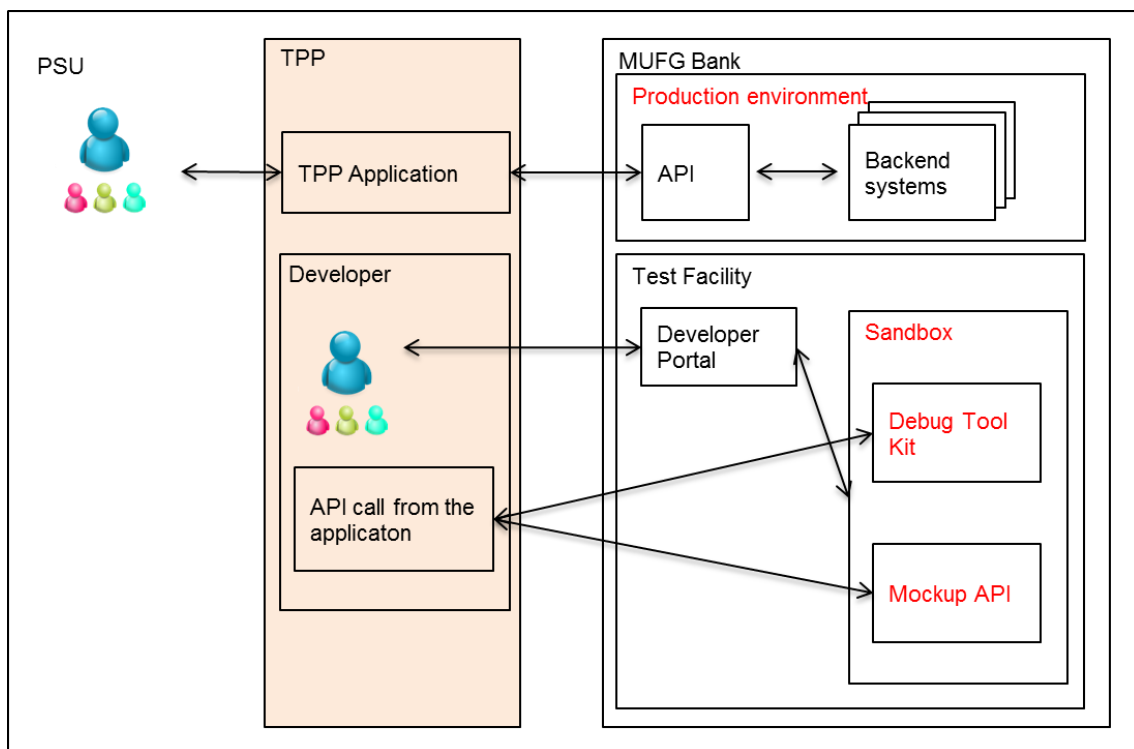 PSU
TPP
MUFG Bank
Production environment
TPP Application
API
Backend
systems
Developer
Test Facility
Developer
Portal
Sandbox
Debug Tool
Kit
API call from the
applicaton
Mockup API